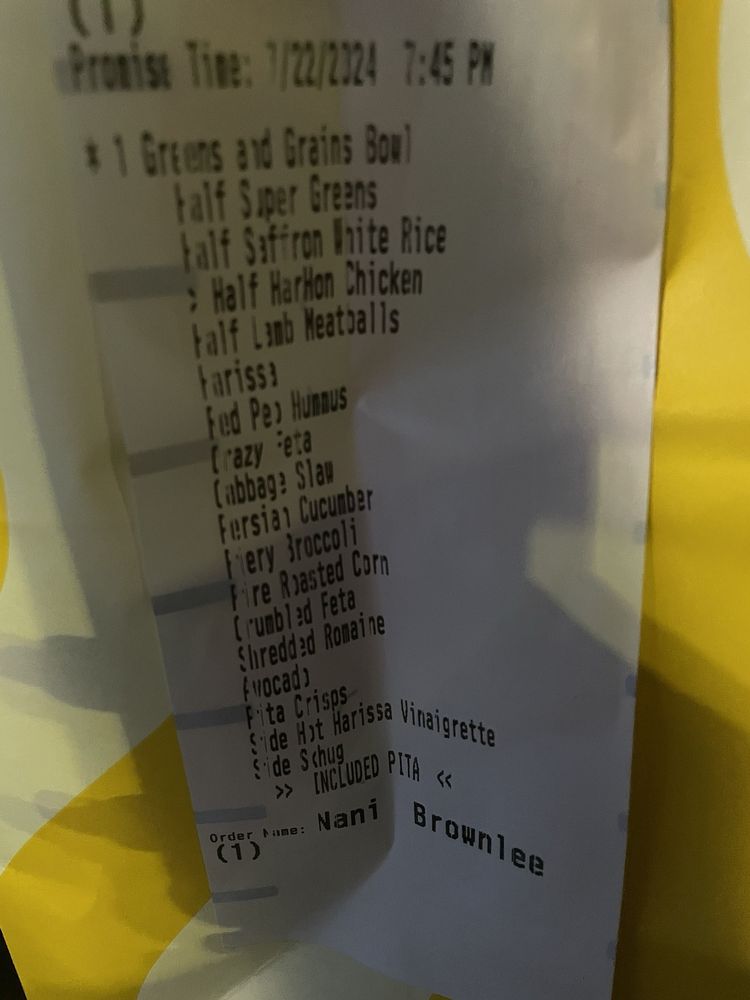 (1)
Promise Time: 7/22/2024 7:45 PM
* 1 Greens and Grains Bowl
Half Super Greens
Half Saffron White Rice
> Half HarHon Chicken
Half Lamb Meatballs
Harissa
Red Pep Hummus
Crazy Feta
Cabbage Slaw
Persian Cucumber
Fiery Broccoli
Fire Roasted Corn
Crumbled Feta
Shredded Romaine
Avocado
Pita Crisps
Side Hot Harissa Vinaigrette
Side Schug
>> INCLUDED PITA <<
Order Name: Nani Brownlee
(1)